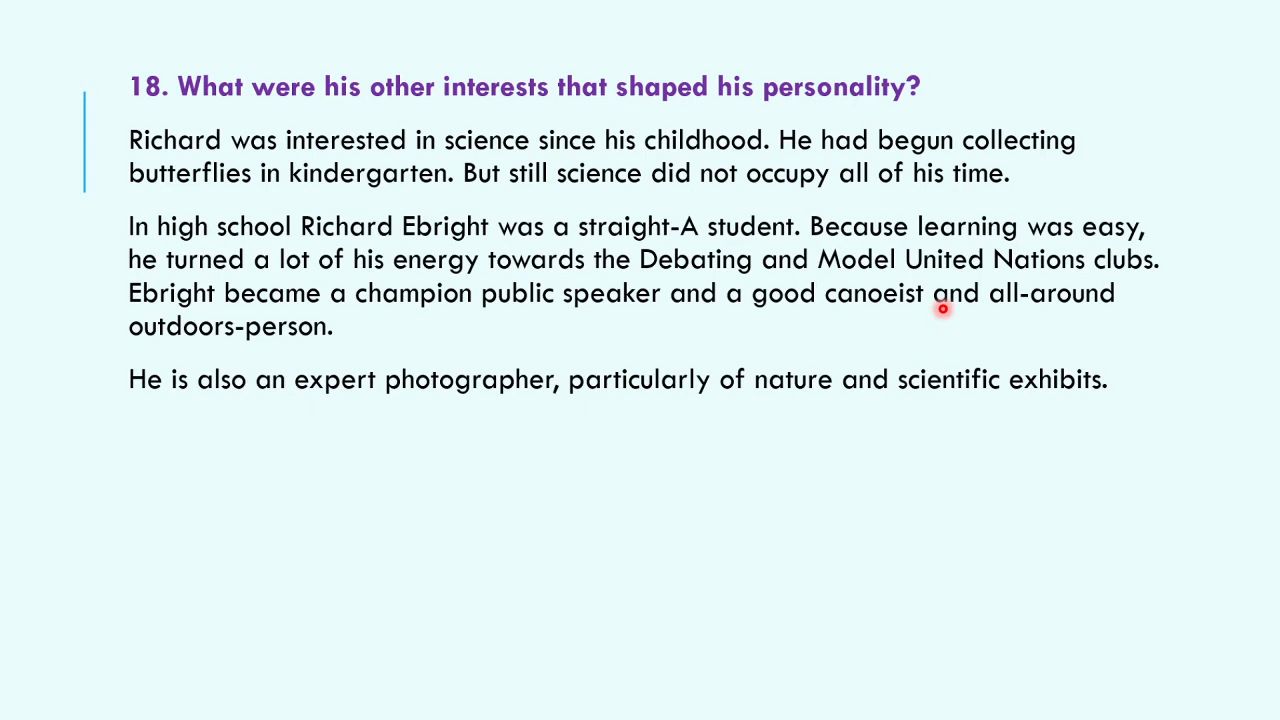 18. What were his other interests that shaped his personality?
Richard was interested in science since his childhood. He had begun collecting
butterflies in kindergarten. But still science did not occupy all of his time.
In high school Richard Ebright was a straight-A student. Because learning was easy,
he turned a lot of his energy towards the Debating and Model United Nations clubs.
Ebright became a champion public speaker and a good canoeist and all-around
outdoors-person.
He is also an expert photographer, particularly of nature and scientific exhibits.